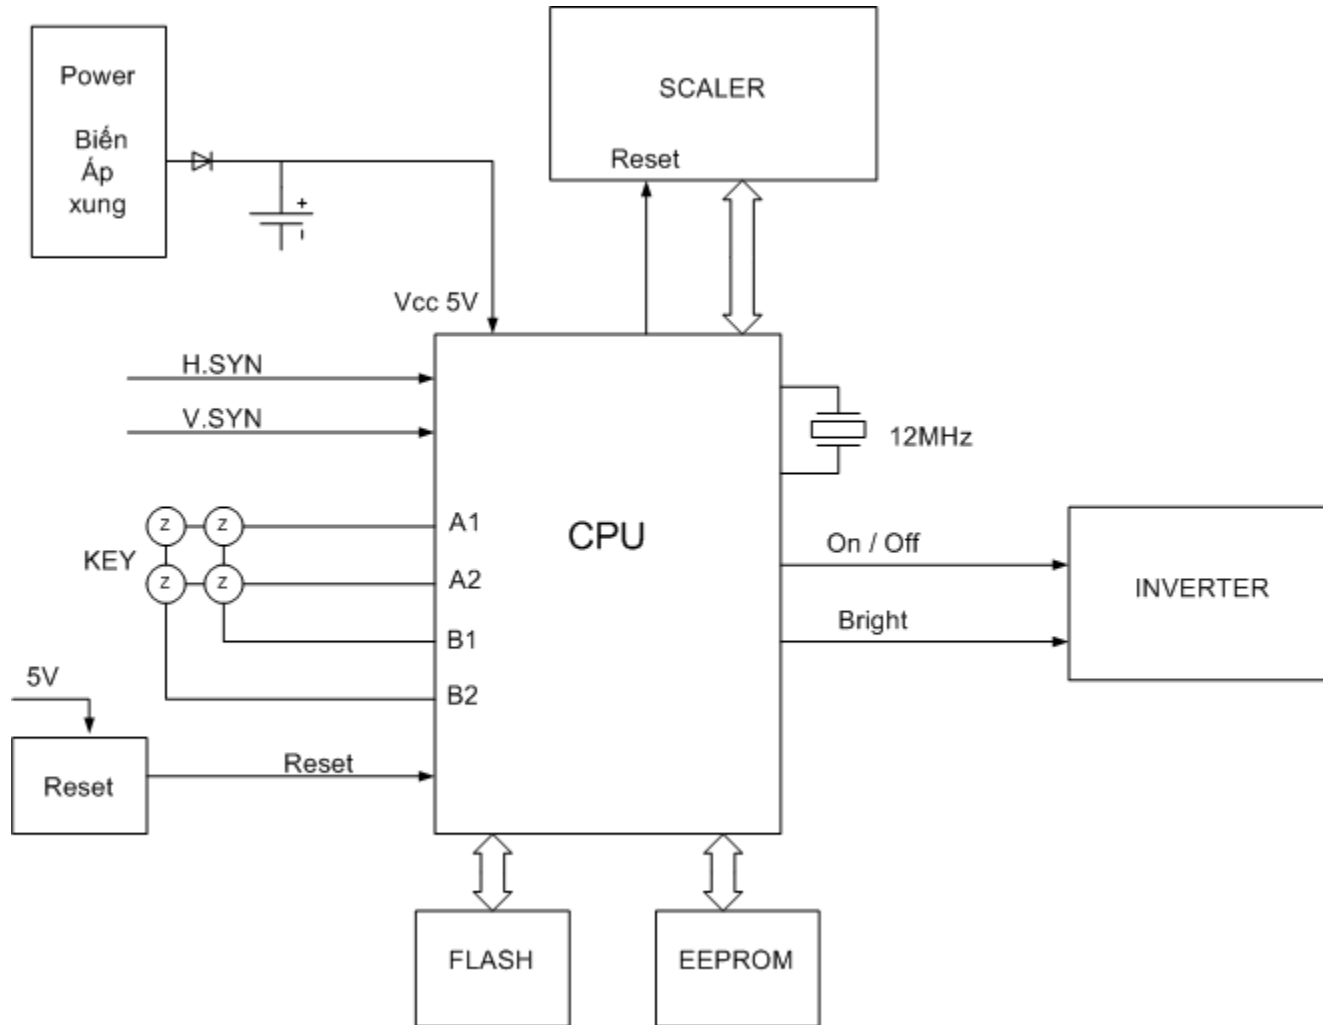 Power
Biến
Áp
xung
SCALER
Reset
+
Vcc 5V
H.SYN
V.SYN
12MHz
Z Z
A1
KEY
Z Z
A2
CPU
On / Off
INVERTER
Bright
B1
B2
5V
Reset
Reset
FLASH
EEPROM